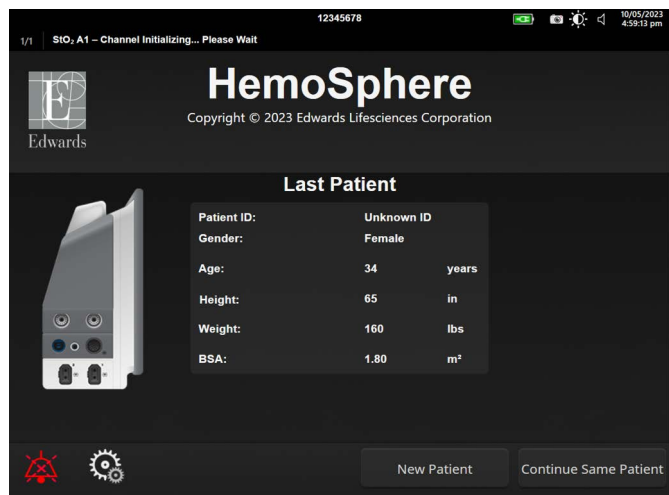 12345678
10/05/2023
4:59:13 pm
1/1 StO₂ A1 – Channel Initializing... Please Wait
HemoSphere
Copyright © 2023 Edwards Lifesciences Corporation
E
Edwards
Last Patient
Patient ID: Unknown ID
Gender: Female
Age: 34 years
Height: 65 in
Weight: 160 lbs
BSA: 1.80 m²
New Patient
Continue Same Patient